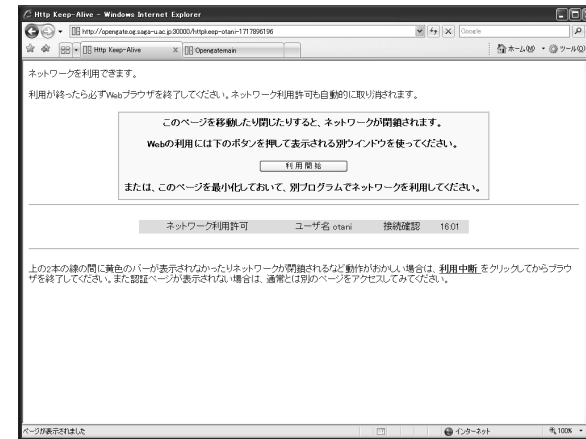 Http Keep-Alive - Windows Internet Explorer
http://opengate.og.saga-u.ac.jp:30000/httpkeep-otani-1717896196
Google
Http Keep-Alive
Opengatemain
ホーム(M)
ツール(O)
ネットワークを利用できます。
利用が終ったら必ずWebブラウザを終了してください。ネットワーク利用許可も自動的に取り消されます。
このページを移動したり閉じたりすると、ネットワークが閉鎖されます。
Webの利用には下のボタンを押して表示される別ウインドウを使ってください。
利用開始
または、このページを最小化しておいて、別プログラムでネットワークを利用してください。
ネットワーク利用許可 ユーザ名 otani 接続確認 16:01
上の2本の線の間に黄色のバーが表示されなかったりネットワークが閉鎖されるなど動作がおかしい場合は、利用中断 をクリックしてからブラウ
ザを終了してください。また認証ページが表示されない場合は、通常とは別のページをアクセスしてみてください。
ページが表示されました
インターネット
100%